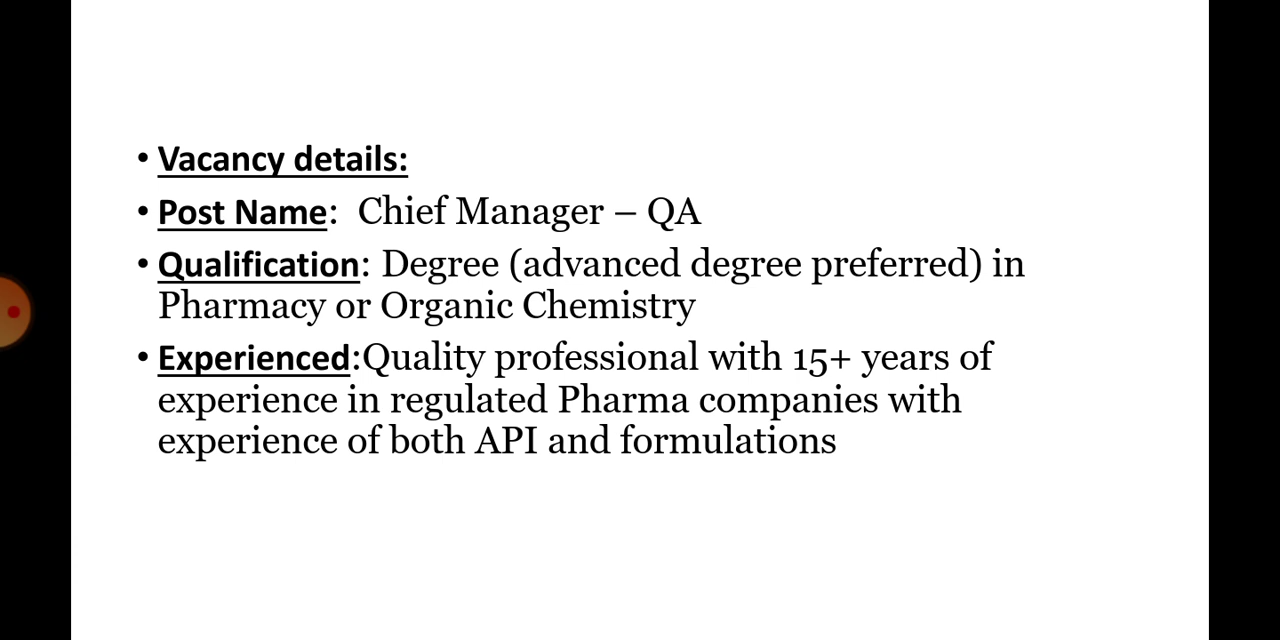 • Vacancy details:
• Post Name: Chief Manager – QA
• Qualification: Degree (advanced degree preferred) in
Pharmacy or Organic Chemistry
• Experienced:Quality professional with 15+ years of
experience in regulated Pharma companies with
experience of both API and formulations